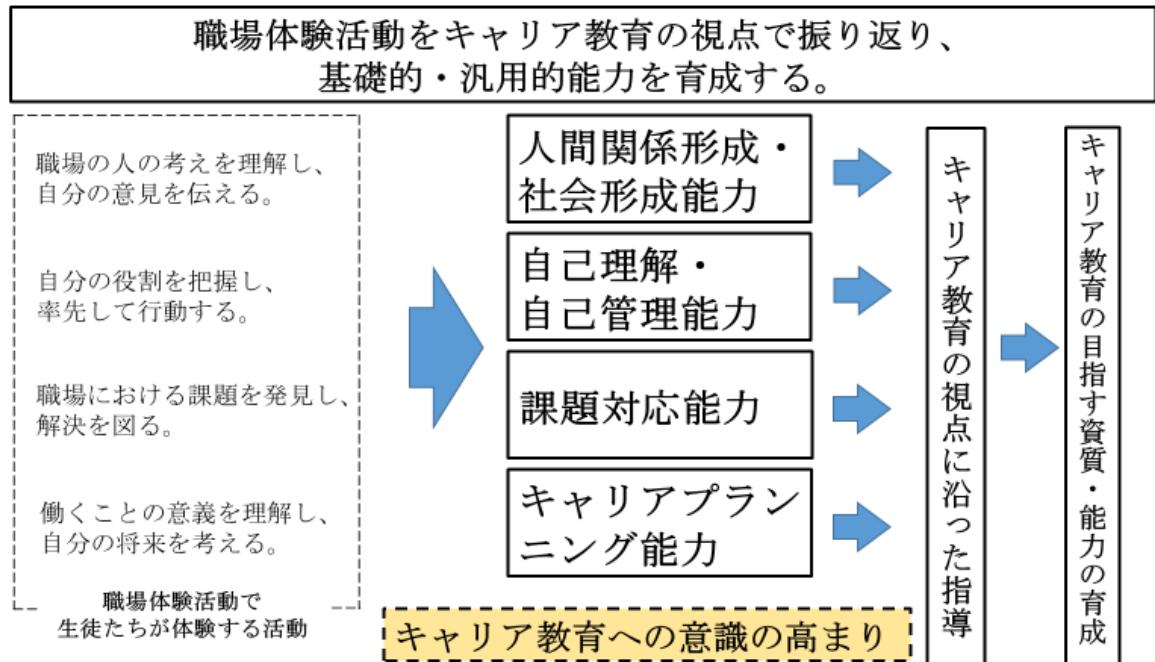 職場体験活動をキャリア教育の視点で振り返り、
基礎的・汎用的能力を育成する。
職場の人の考えを理解し、
自分の意見を伝える。
自分の役割を把握し、
率先して行動する。
職場における課題を発見し、
解決を図る。
働くことの意義を理解し、
自分の将来を考える。
職場体験活動で
生徒たちが体験する活動
人間関係形成・
社会形成能力
自己理解・
自己管理能力
課題対応能力
キャリアプラン
ニング能力
キャリア教育への意識の高まり
キャリア教育の視点に沿った指導
キャリア教育の目指す資質・能力の育成